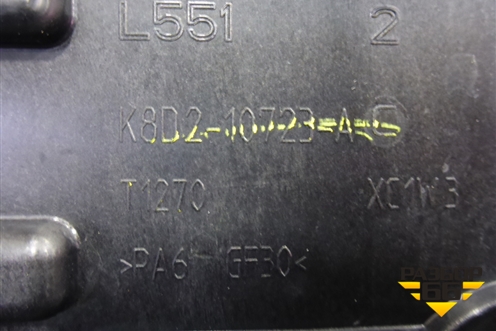 L551 2
K8D2-10723-A G
T1270 XC1W3
>PA6 GF30<